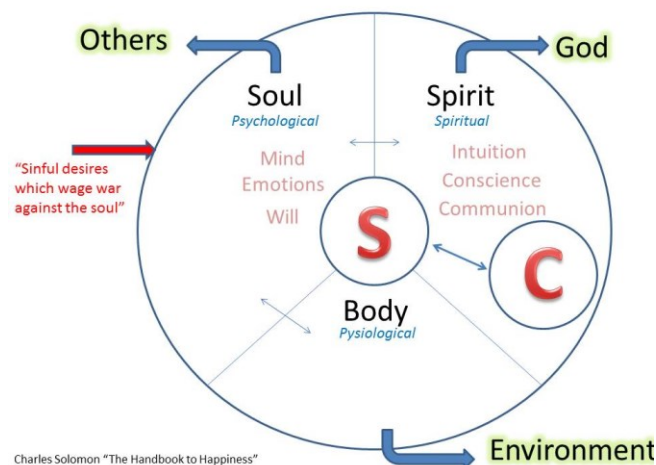 Others
God
Soul
Psychological
Spirit
Spiritual
Mind
Emotions
Will
Intuition
Conscience
Communion
“Sinful desires
which wage war
against the soul”
S
C
Body
Pysiological
Environment
Charles Solomon “The Handbook to Happiness”